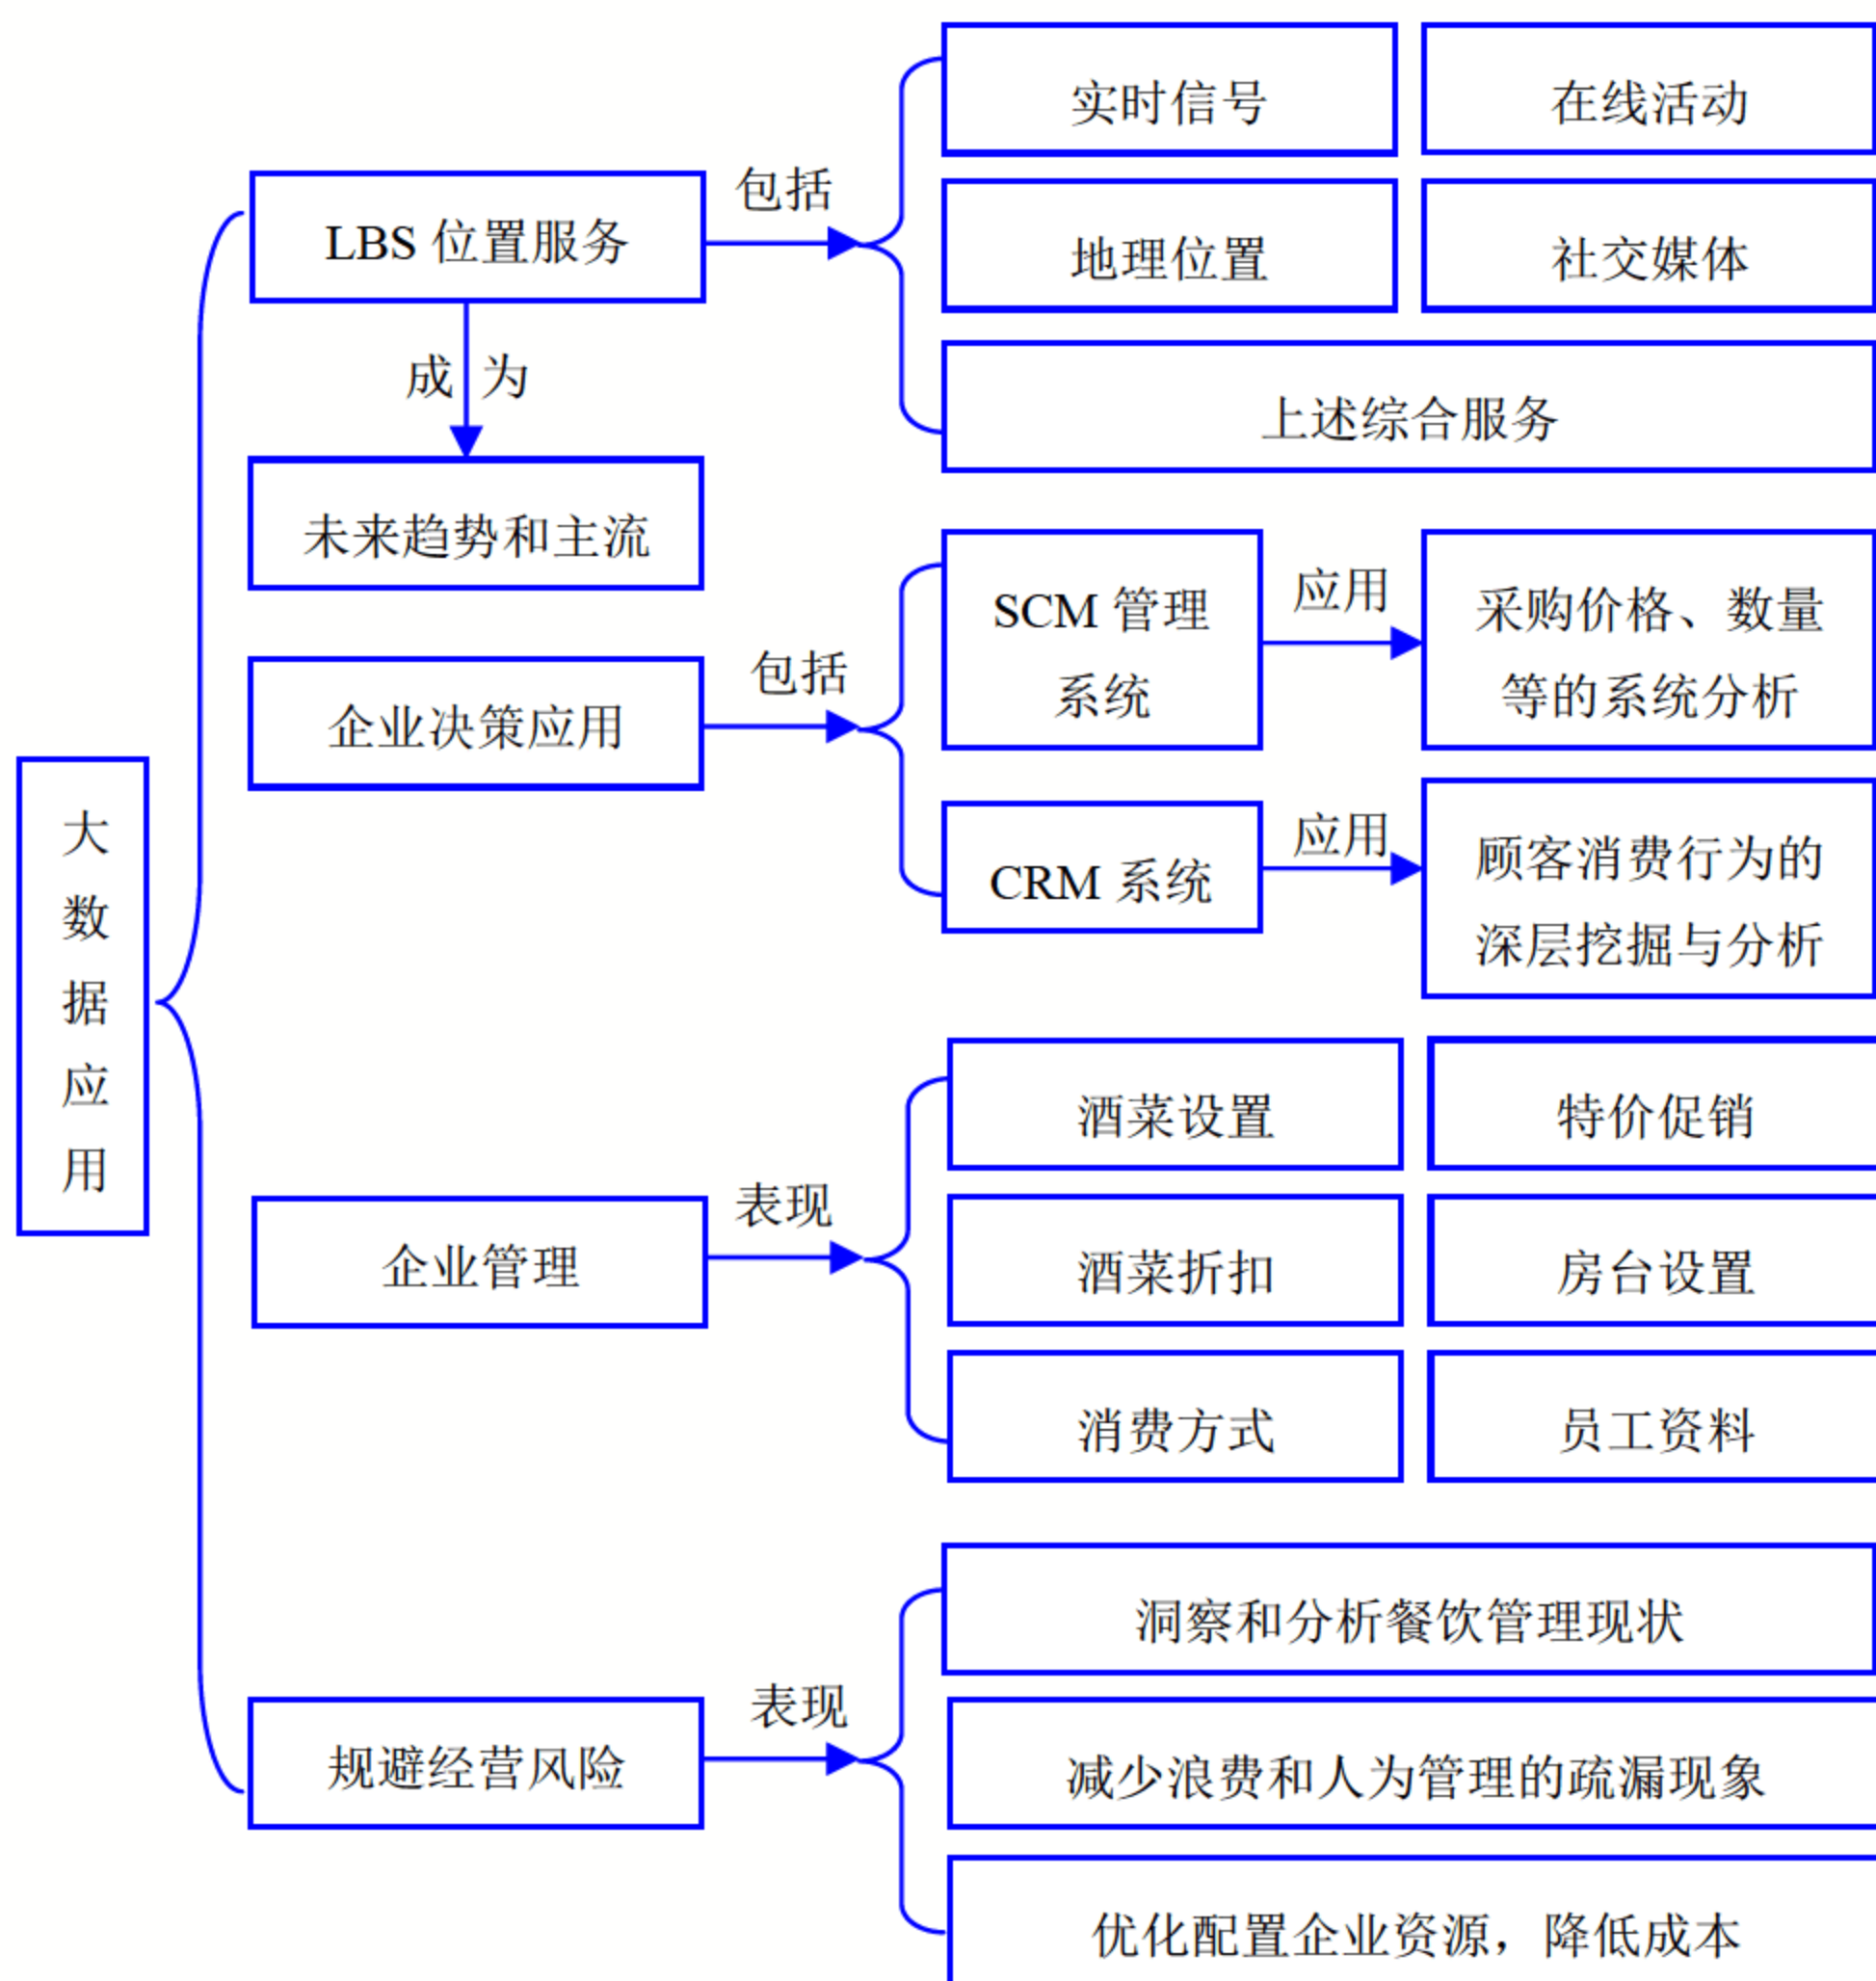 大
数
据
应
用
LBS 位置服务
包括
实时信号
在线活动
地理位置
社交媒体
上述综合服务
成为
未来趋势和主流
企业决策应用
包括
SCM 管理
系统
应用
采购价格、数量
等的系统分析
CRM 系统
应用
顾客消费行为的
深层挖掘与分析
企业管理
表现
酒菜设置
特价促销
酒菜折扣
房台设置
消费方式
员工资料
规避经营风险
表现
洞察和分析餐饮管理现状
减少浪费和人为管理的疏漏现象
优化配置企业资源，降低成本